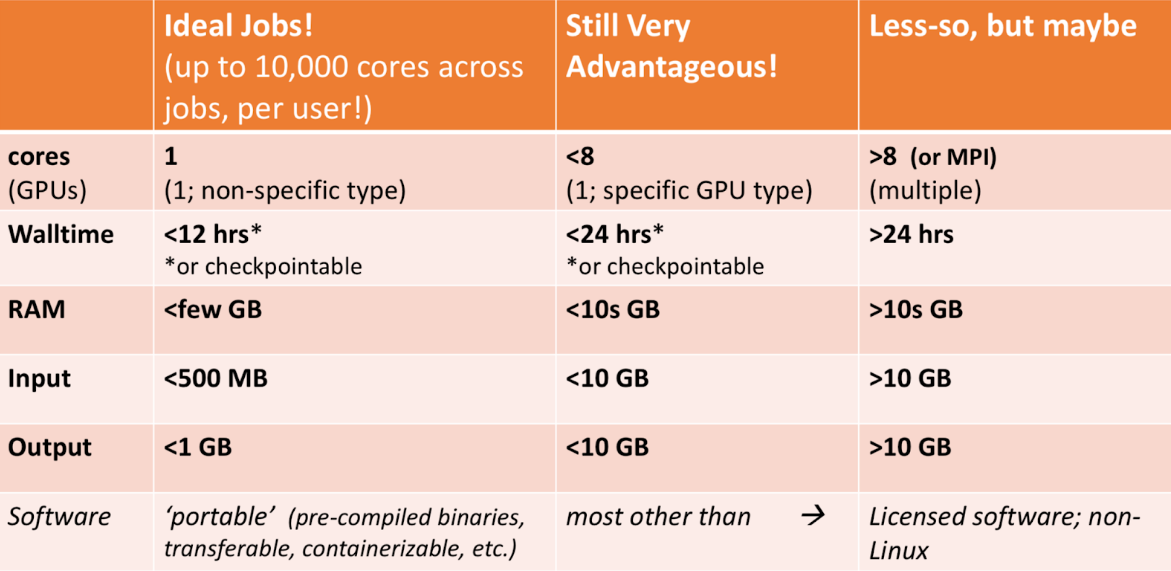 Ideal Jobs!
(up to 10,000 cores across
jobs, per user!)
Still Very
Advantageous!
Less-so, but maybe
cores
(GPUs)
1
(1; non-specific type)
<8
(1; specific GPU type)
>8 (or MPI)
(multiple)
Walltime
<12 hrs*
*or checkpointable
<24 hrs*
*or checkpointable
>24 hrs
RAM
<few GB
<10s GB
>10s GB
Input
<500 MB
<10 GB
>10 GB
Output
<1 GB
<10 GB
>10 GB
Software
‘portable’ (pre-compiled binaries,
transferable, containerizable, etc.)
most other than →
Licensed software; non-
Linux